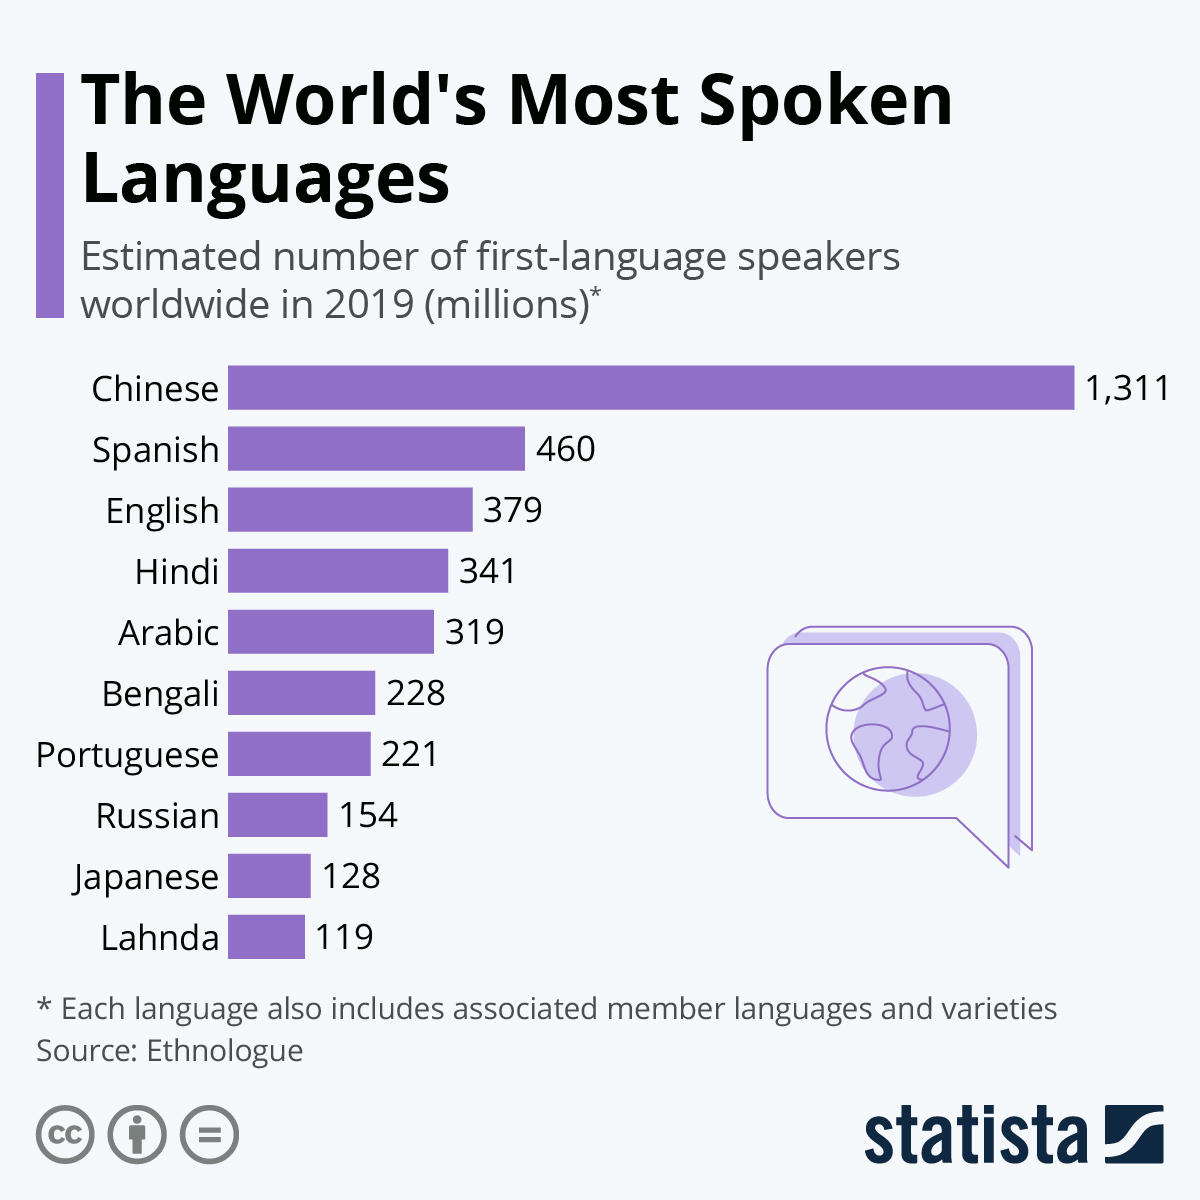 The World's Most Spoken
Languages
Estimated number of first-language speakers
worldwide in 2019 (millions)*
Chinese 1,311
Spanish 460
English 379
Hindi 341
Arabic 319
Bengali 228
Portuguese 221
Russian 154
Japanese 128
Lahnda 119
* Each language also includes associated member languages and varieties
Source: Ethnologue
cc
statista